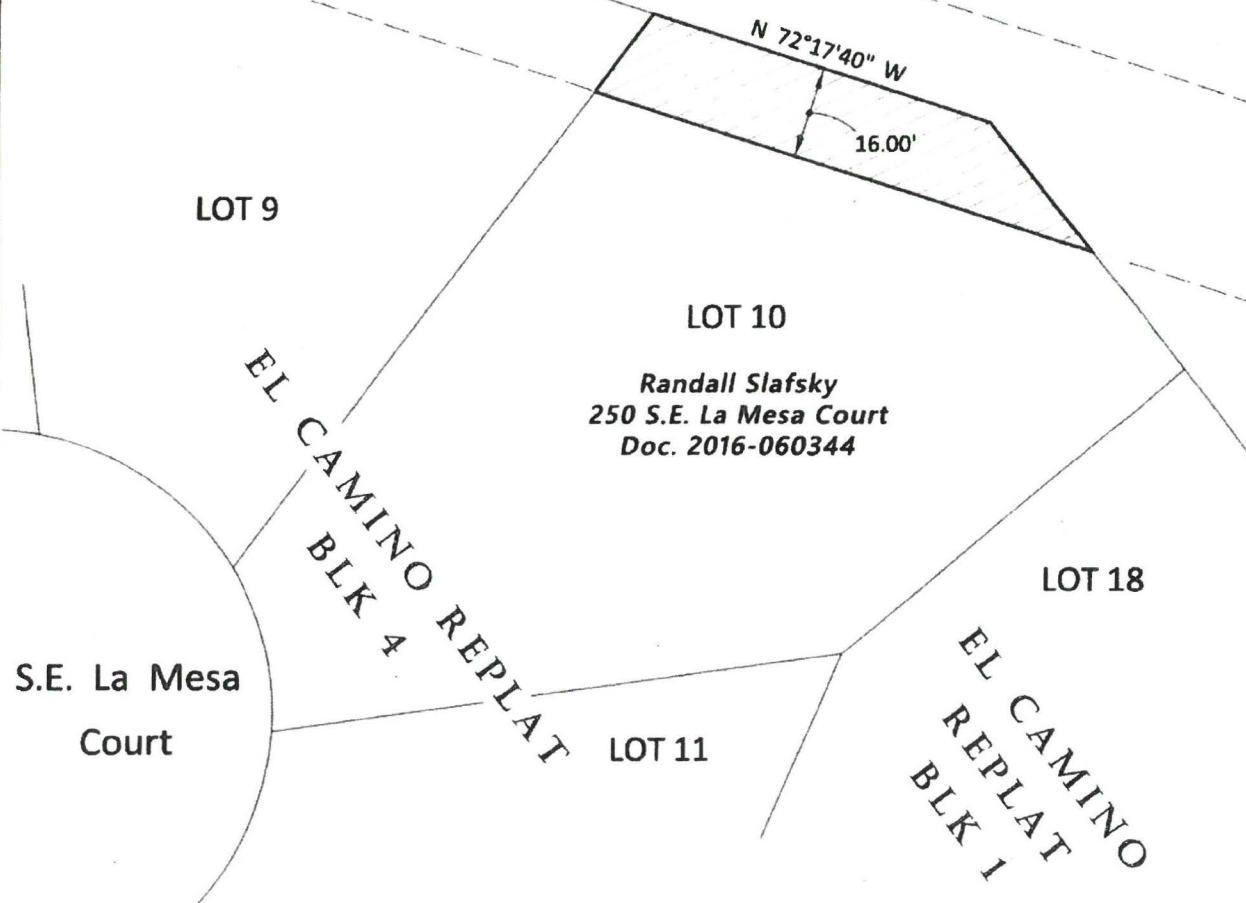 N 72°17'40" W
16.00'
LOT 9
LOT 10
Randall Slafsky
250 S.E. La Mesa Court
Doc. 2016-060344
EL CAMINO REPLAT
BLK 4
LOT 18
S.E. La Mesa
Court
LOT 11
EL CAMINO
REPLAT
BLK 1